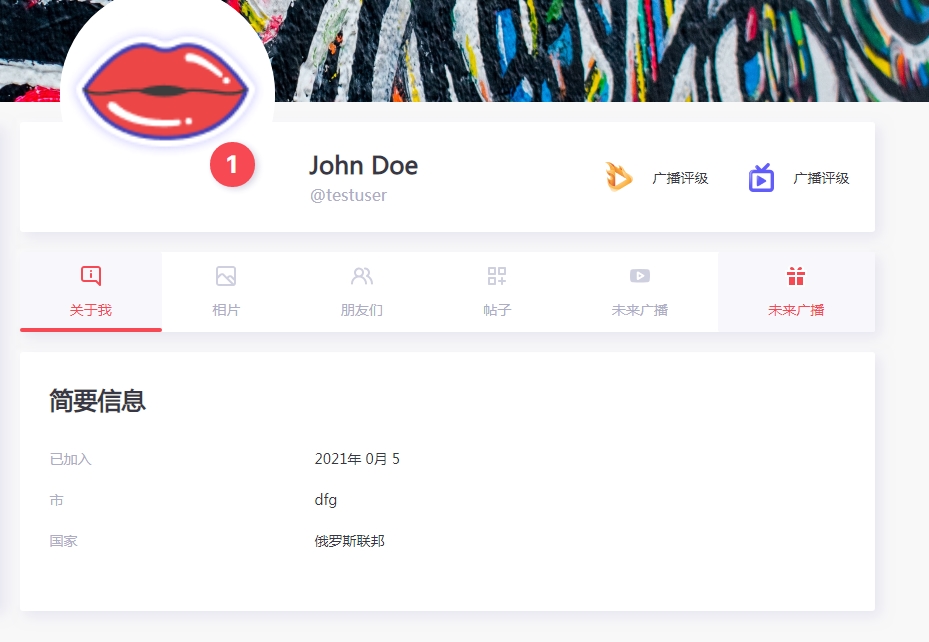 1
John Doe
@testuser
广播评级
广播评级
关于我
相片
朋友们
帖子
未来广播
未来广播
简要信息
已加入 2021年 0月 5
市 dfg
国家 俄罗斯联邦